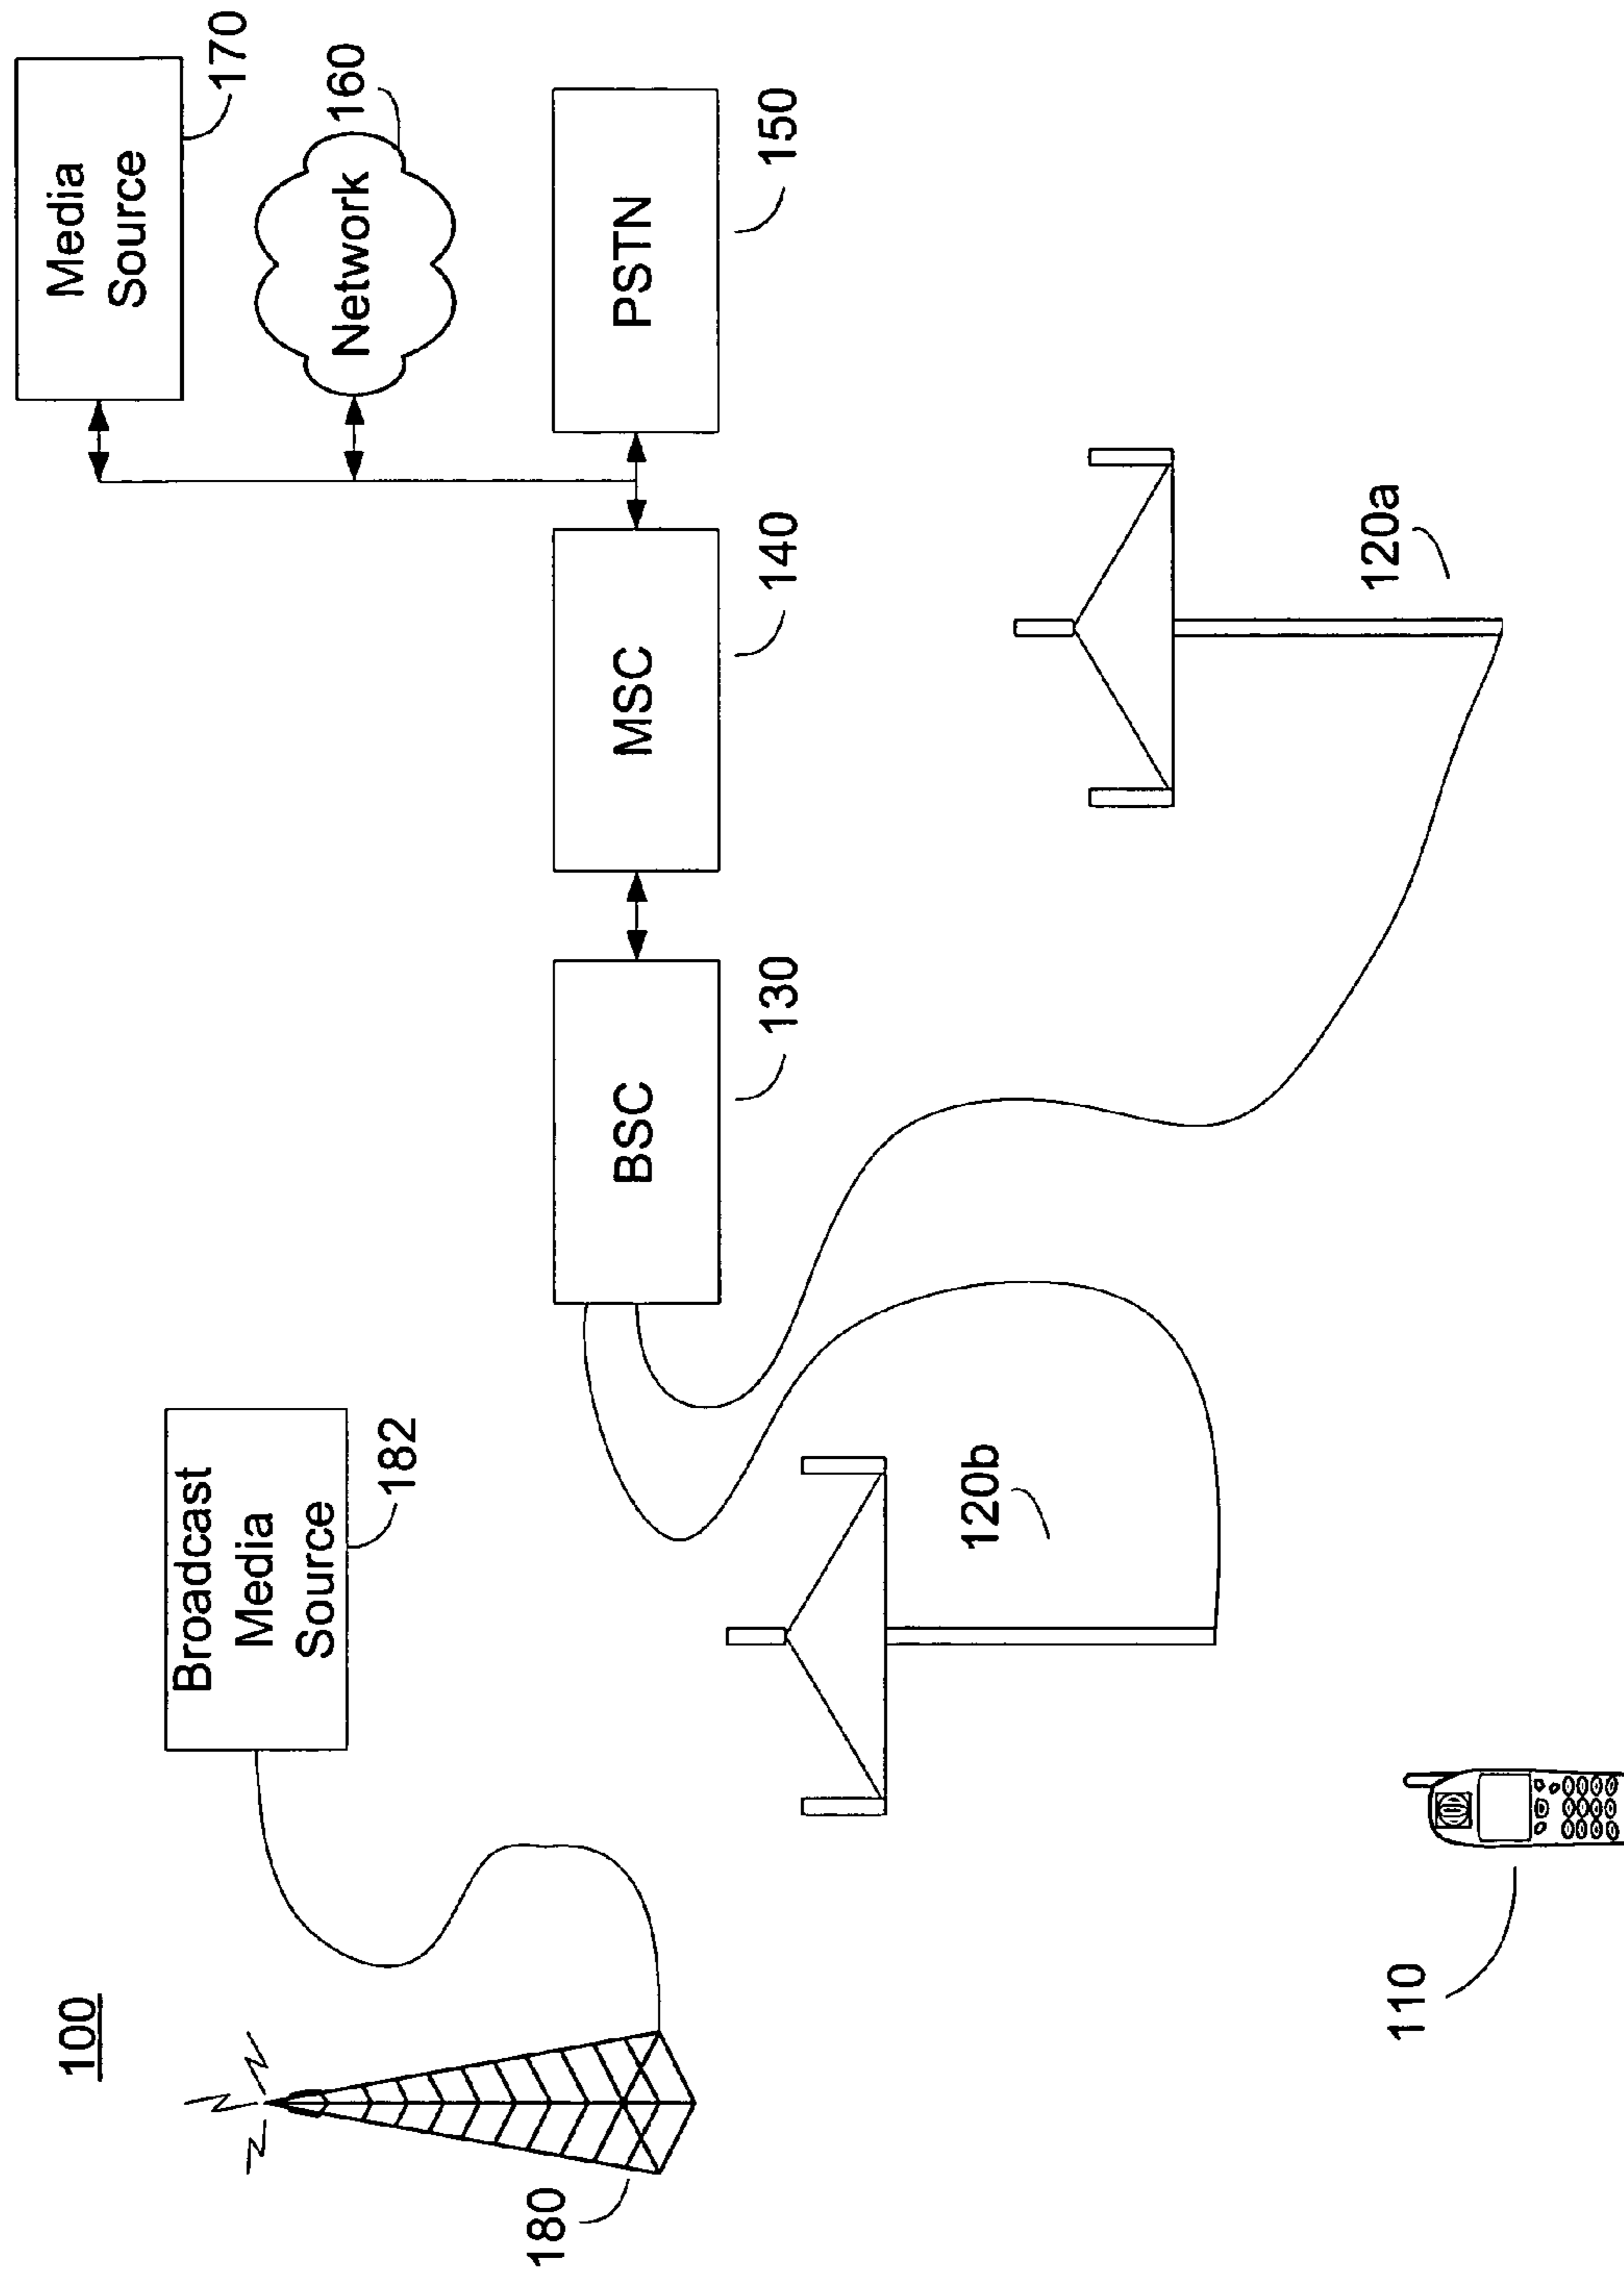 100
180
Broadcast
Media
Source
182
110
120b
BSC
130
MSC
140
120a
Media
Source
170
Network
160
PSTN
150